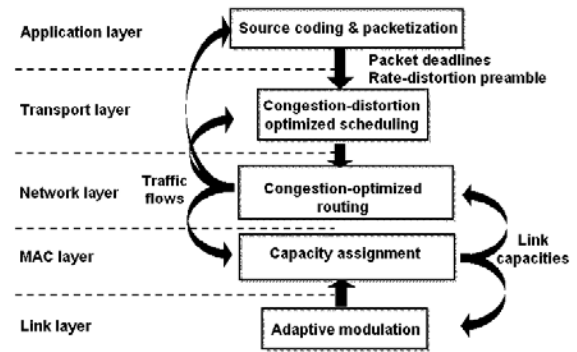 Application layer
Source coding & packetization
Packet deadlines
Rate-distortion preamble
Transport layer
Congestion-distortion
optimized scheduling
Network layer
Traffic
flows
Congestion-optimized
routing
MAC layer
Capacity assignment
Link
capacities
Link layer
Adaptive modulation